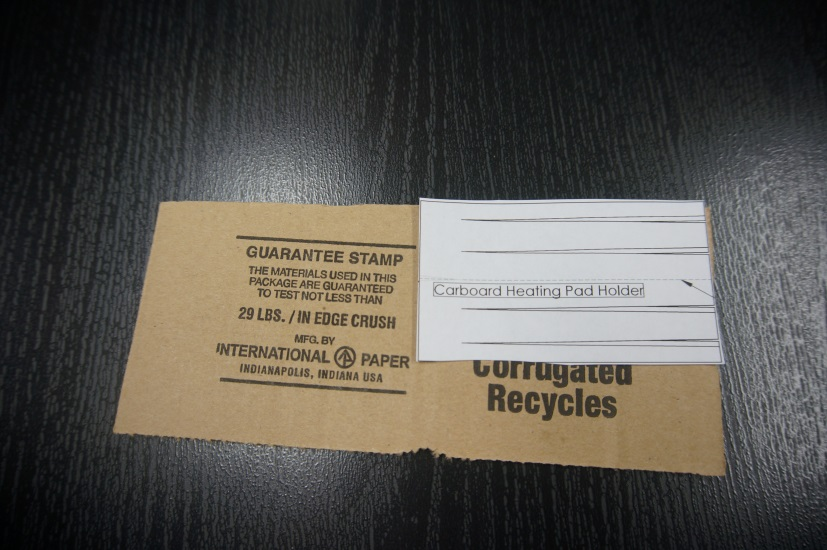 GUARANTEE STAMP
THE MATERIALS USED IN THIS
PACKAGE ARE GUARANTEED
TO TEST NOT LESS THAN
29 LBS. / IN EDGE CRUSH
MFG. BY
INTERNATIONAL PAPER
INDIANAPOLIS, INDIANA USA
Carboard Heating Pad Holder
Corrugated
Recycles